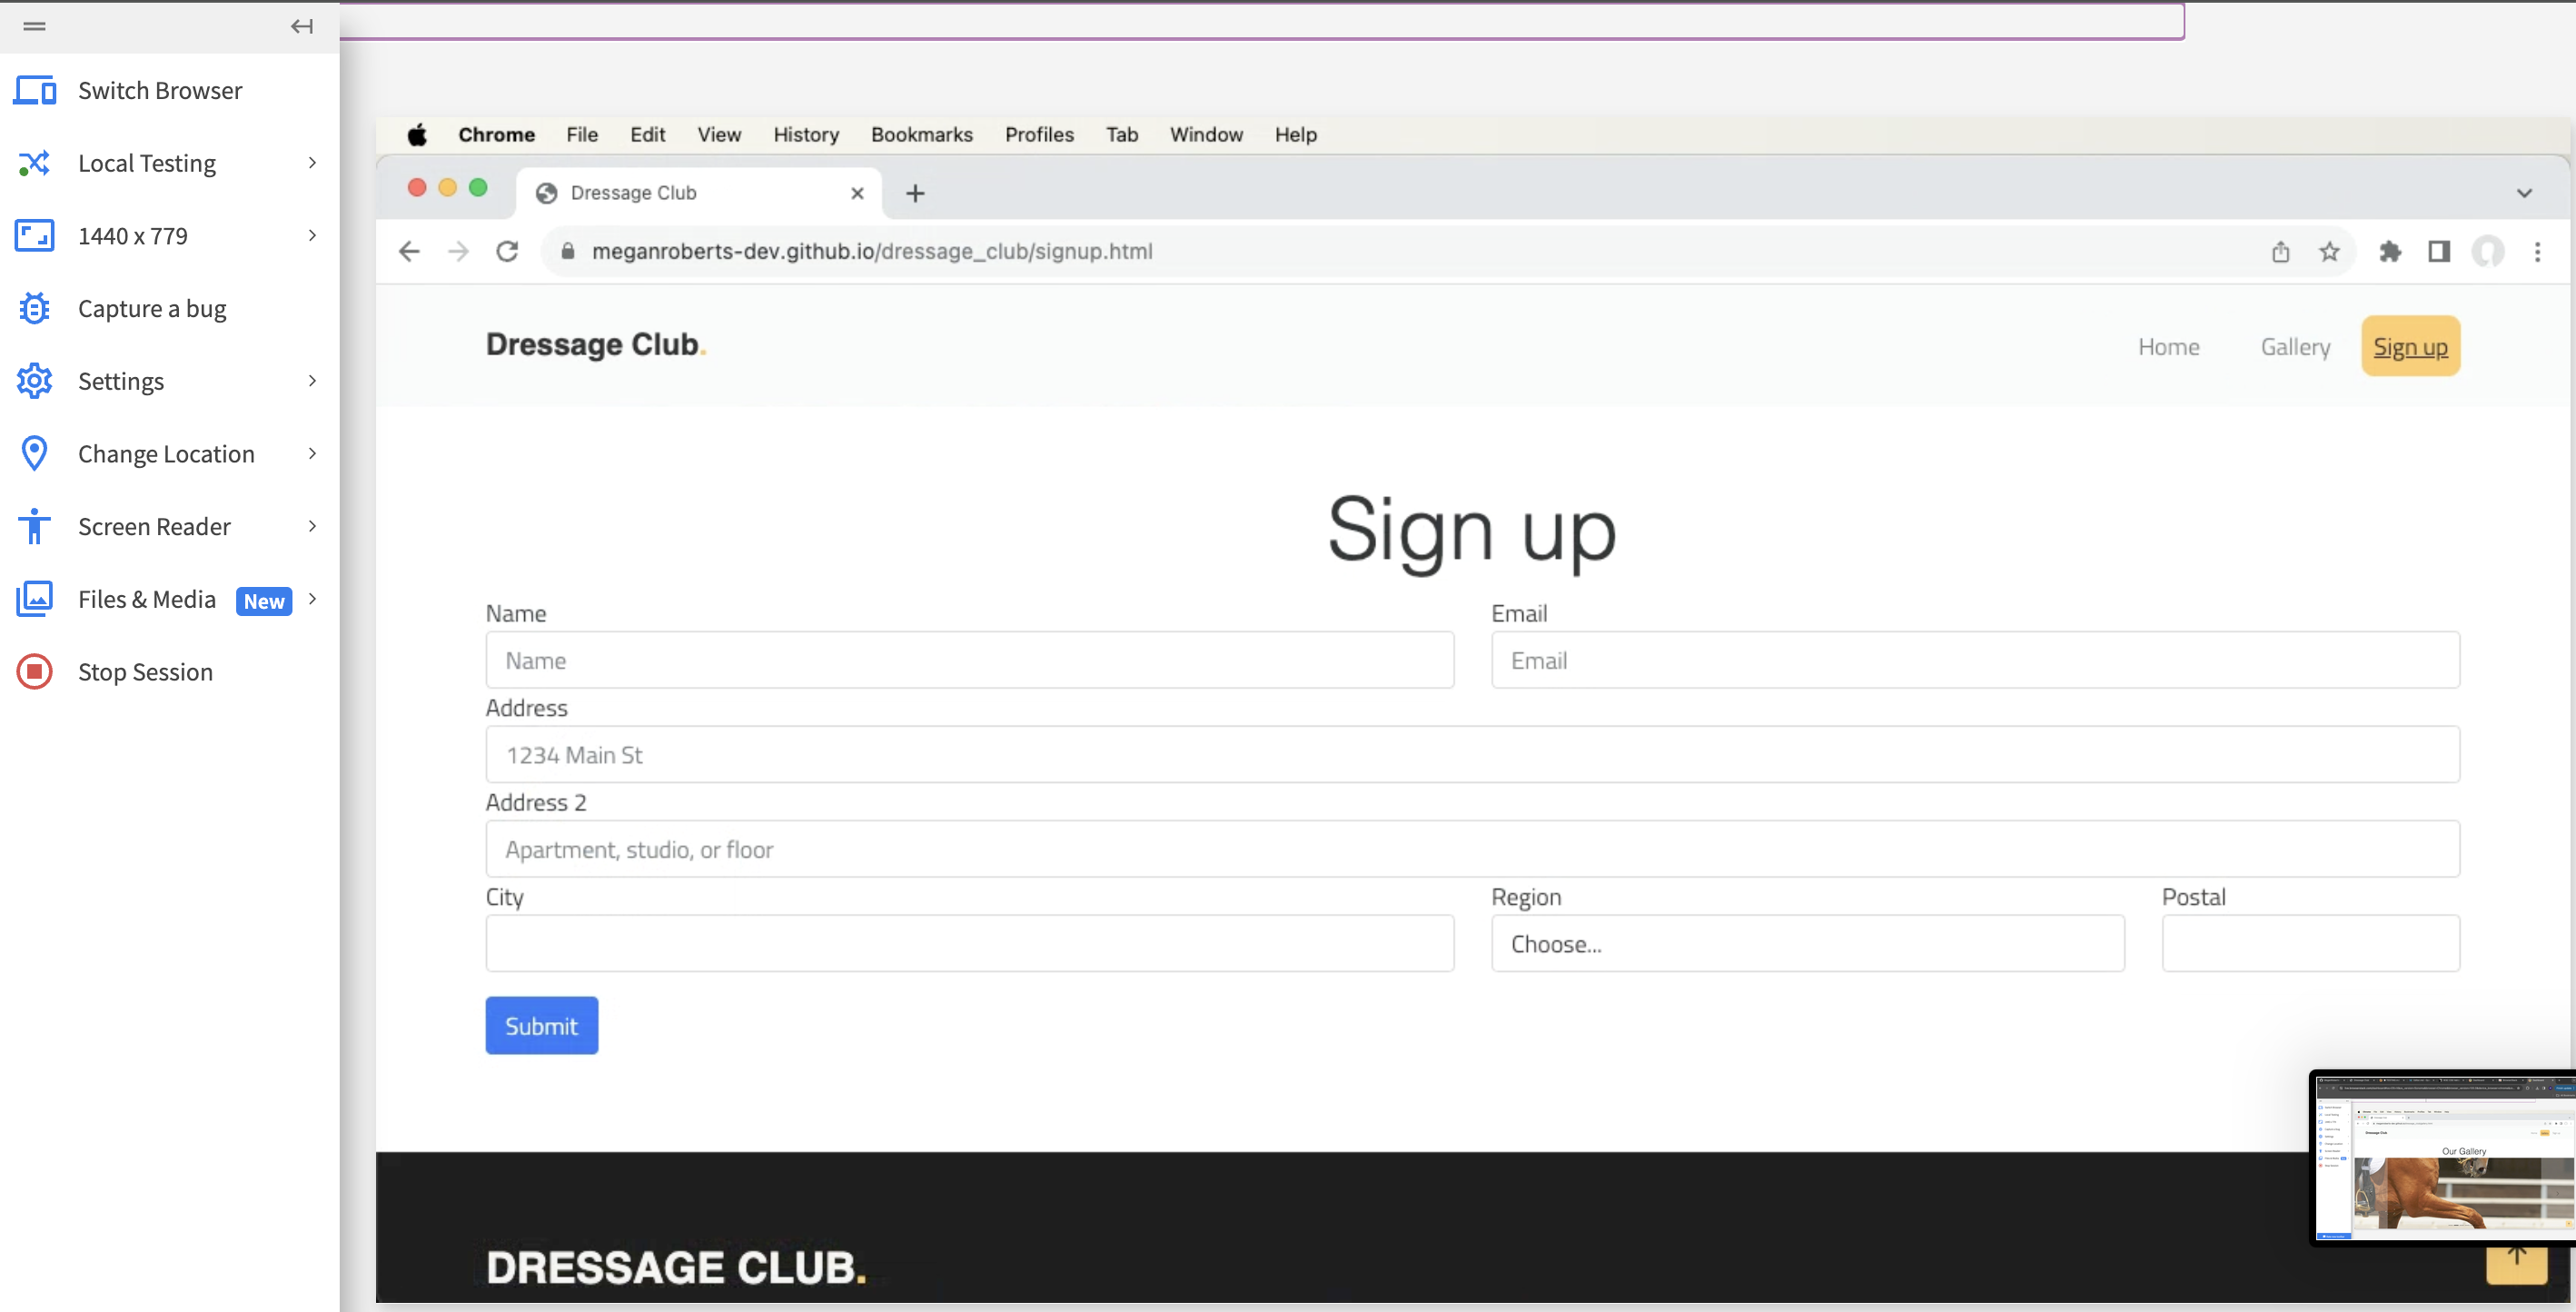 Switch Browser
Local Testing
1440 x 779
Capture a bug
Settings
Change Location
Screen Reader
Files & Media New
Stop Session
Chrome File Edit View History Bookmarks Profiles Tab Window Help
Dressage Club
meganroberts-dev.github.io/dressage_club/signup.html
Dressage Club.
Home Gallery Sign up
Sign up
Name Email
Name Email
Address
1234 Main St
Address 2
Apartment, studio, or floor
City Region Postal
Choose...
Submit
Our Gallery
DRESSAGE CLUB.